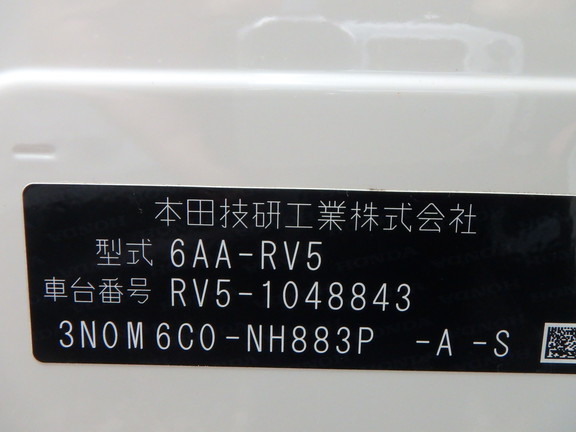 本田技研工業株式会社
型式 6AA-RV5
車台番号 RV5-1048843
3N0M6C0-NH883P -A -S